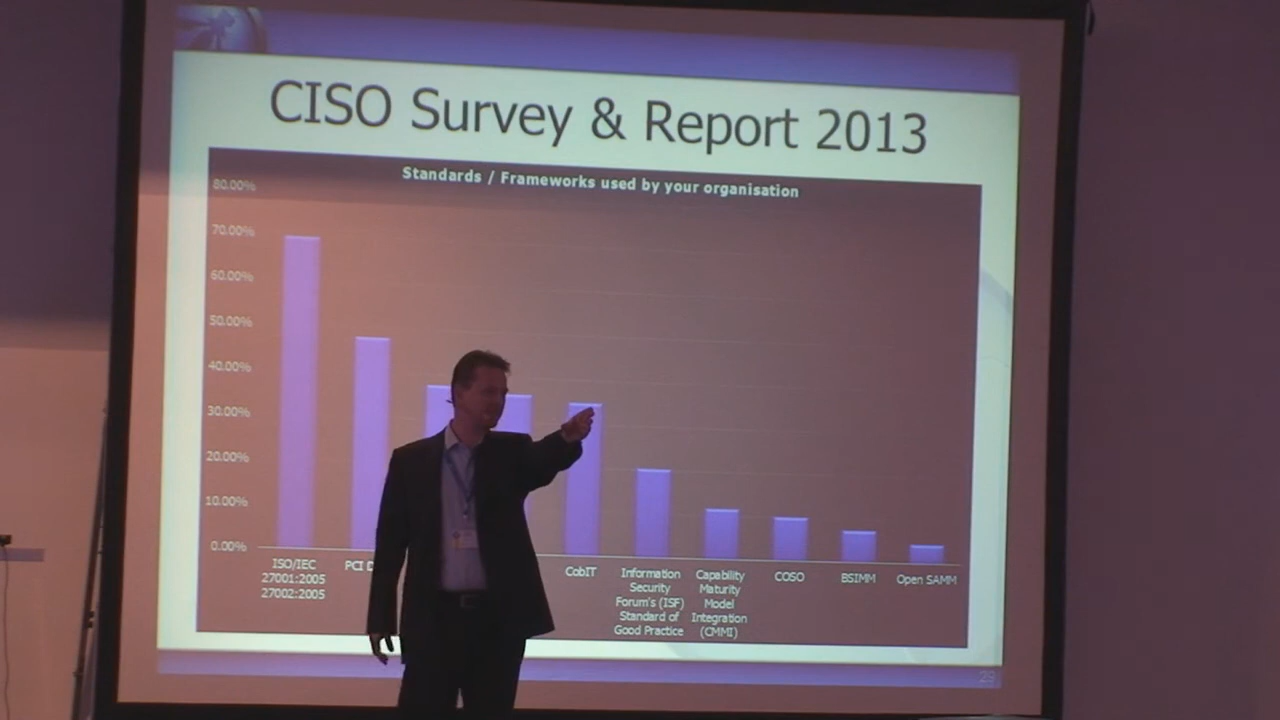 CISO Survey & Report 2013
Standards / Frameworks used by your organisation
80.00%
70.00%
60.00%
50.00%
40.00%
30.00%
20.00%
10.00%
0.00%
ISO/IEC
27001:2005
27002:2005
PCI
CobIT
Information
Security
Forum's (ISF)
Standard of
Good Practice
Capability
Maturity
Model
Integration
(CMMI)
COSO
BSIMM
Open SAMM
29